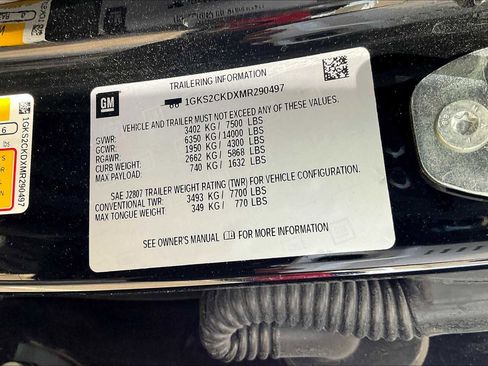 TRAILERING INFORMATION
GM
1GKS2CKDXMR290497
VEHICLE AND TRAILER MUST NOT EXCEED ANY OF THESE VALUES.
GVWR: 3402 KG / 7500 LBS
GCWR: 6350 KG / 14000 LBS
RGAWR: 1950 KG / 4300 LBS
CURB WEIGHT: 2662 KG / 5868 LBS
MAX PAYLOAD: 740 KG / 1632 LBS
SAE J2807 TRAILER WEIGHT RATING (TWR) FOR VEHICLE CONFIGURATION.
CONVENTIONAL TWR: 3493 KG / 7700 LBS
MAX TONGUE WEIGHT: 349 KG / 770 LBS
SEE OWNER'S MANUAL FOR MORE INFORMATION
1GKS2CKDXMR290497
lbs
6